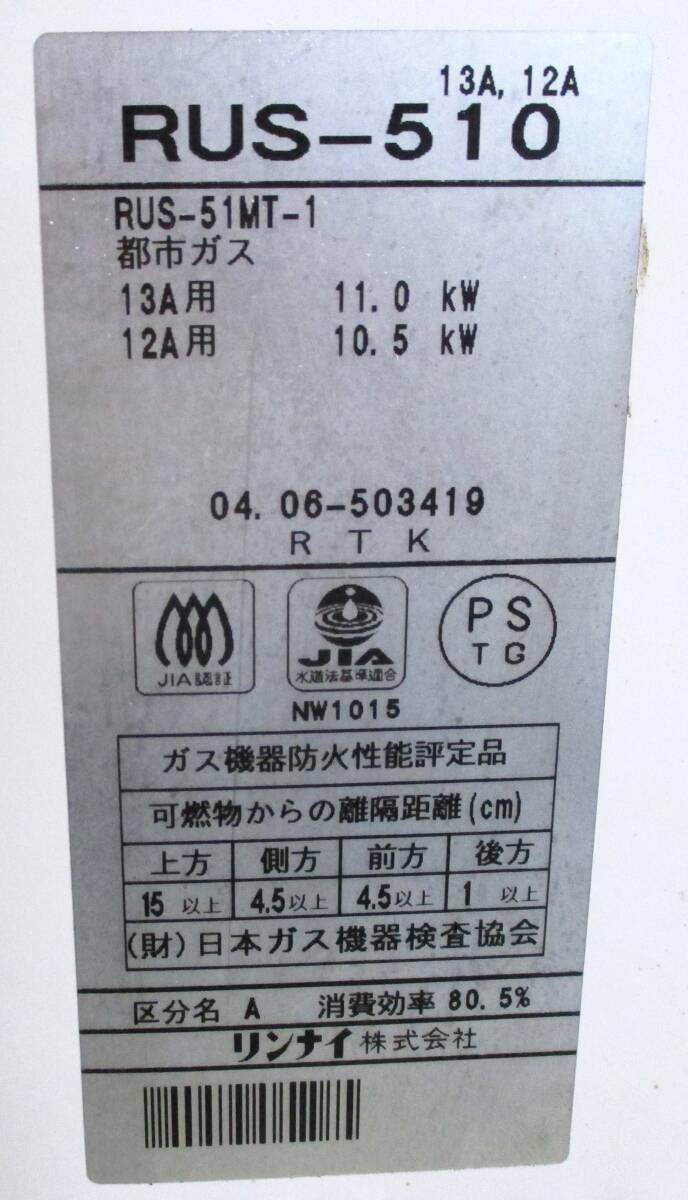 13A, 12A
RUS-510
RUS-51MT-1
都市ガス
13A用 11.0 kW
12A用 10.5 kW
04. 06-503419
R T K
JIA認証
JIA
水道法基準適合
PS
TG
NW1015
ガス機器防火性能評定品
可燃物からの離隔距離(cm)
上方 側方 前方 後方
15 以上 4.5以上 4.5以上 1 以上
(財)日本ガス機器検査協会
区分名 A 消費効率 80.5%
リンナイ株式会社